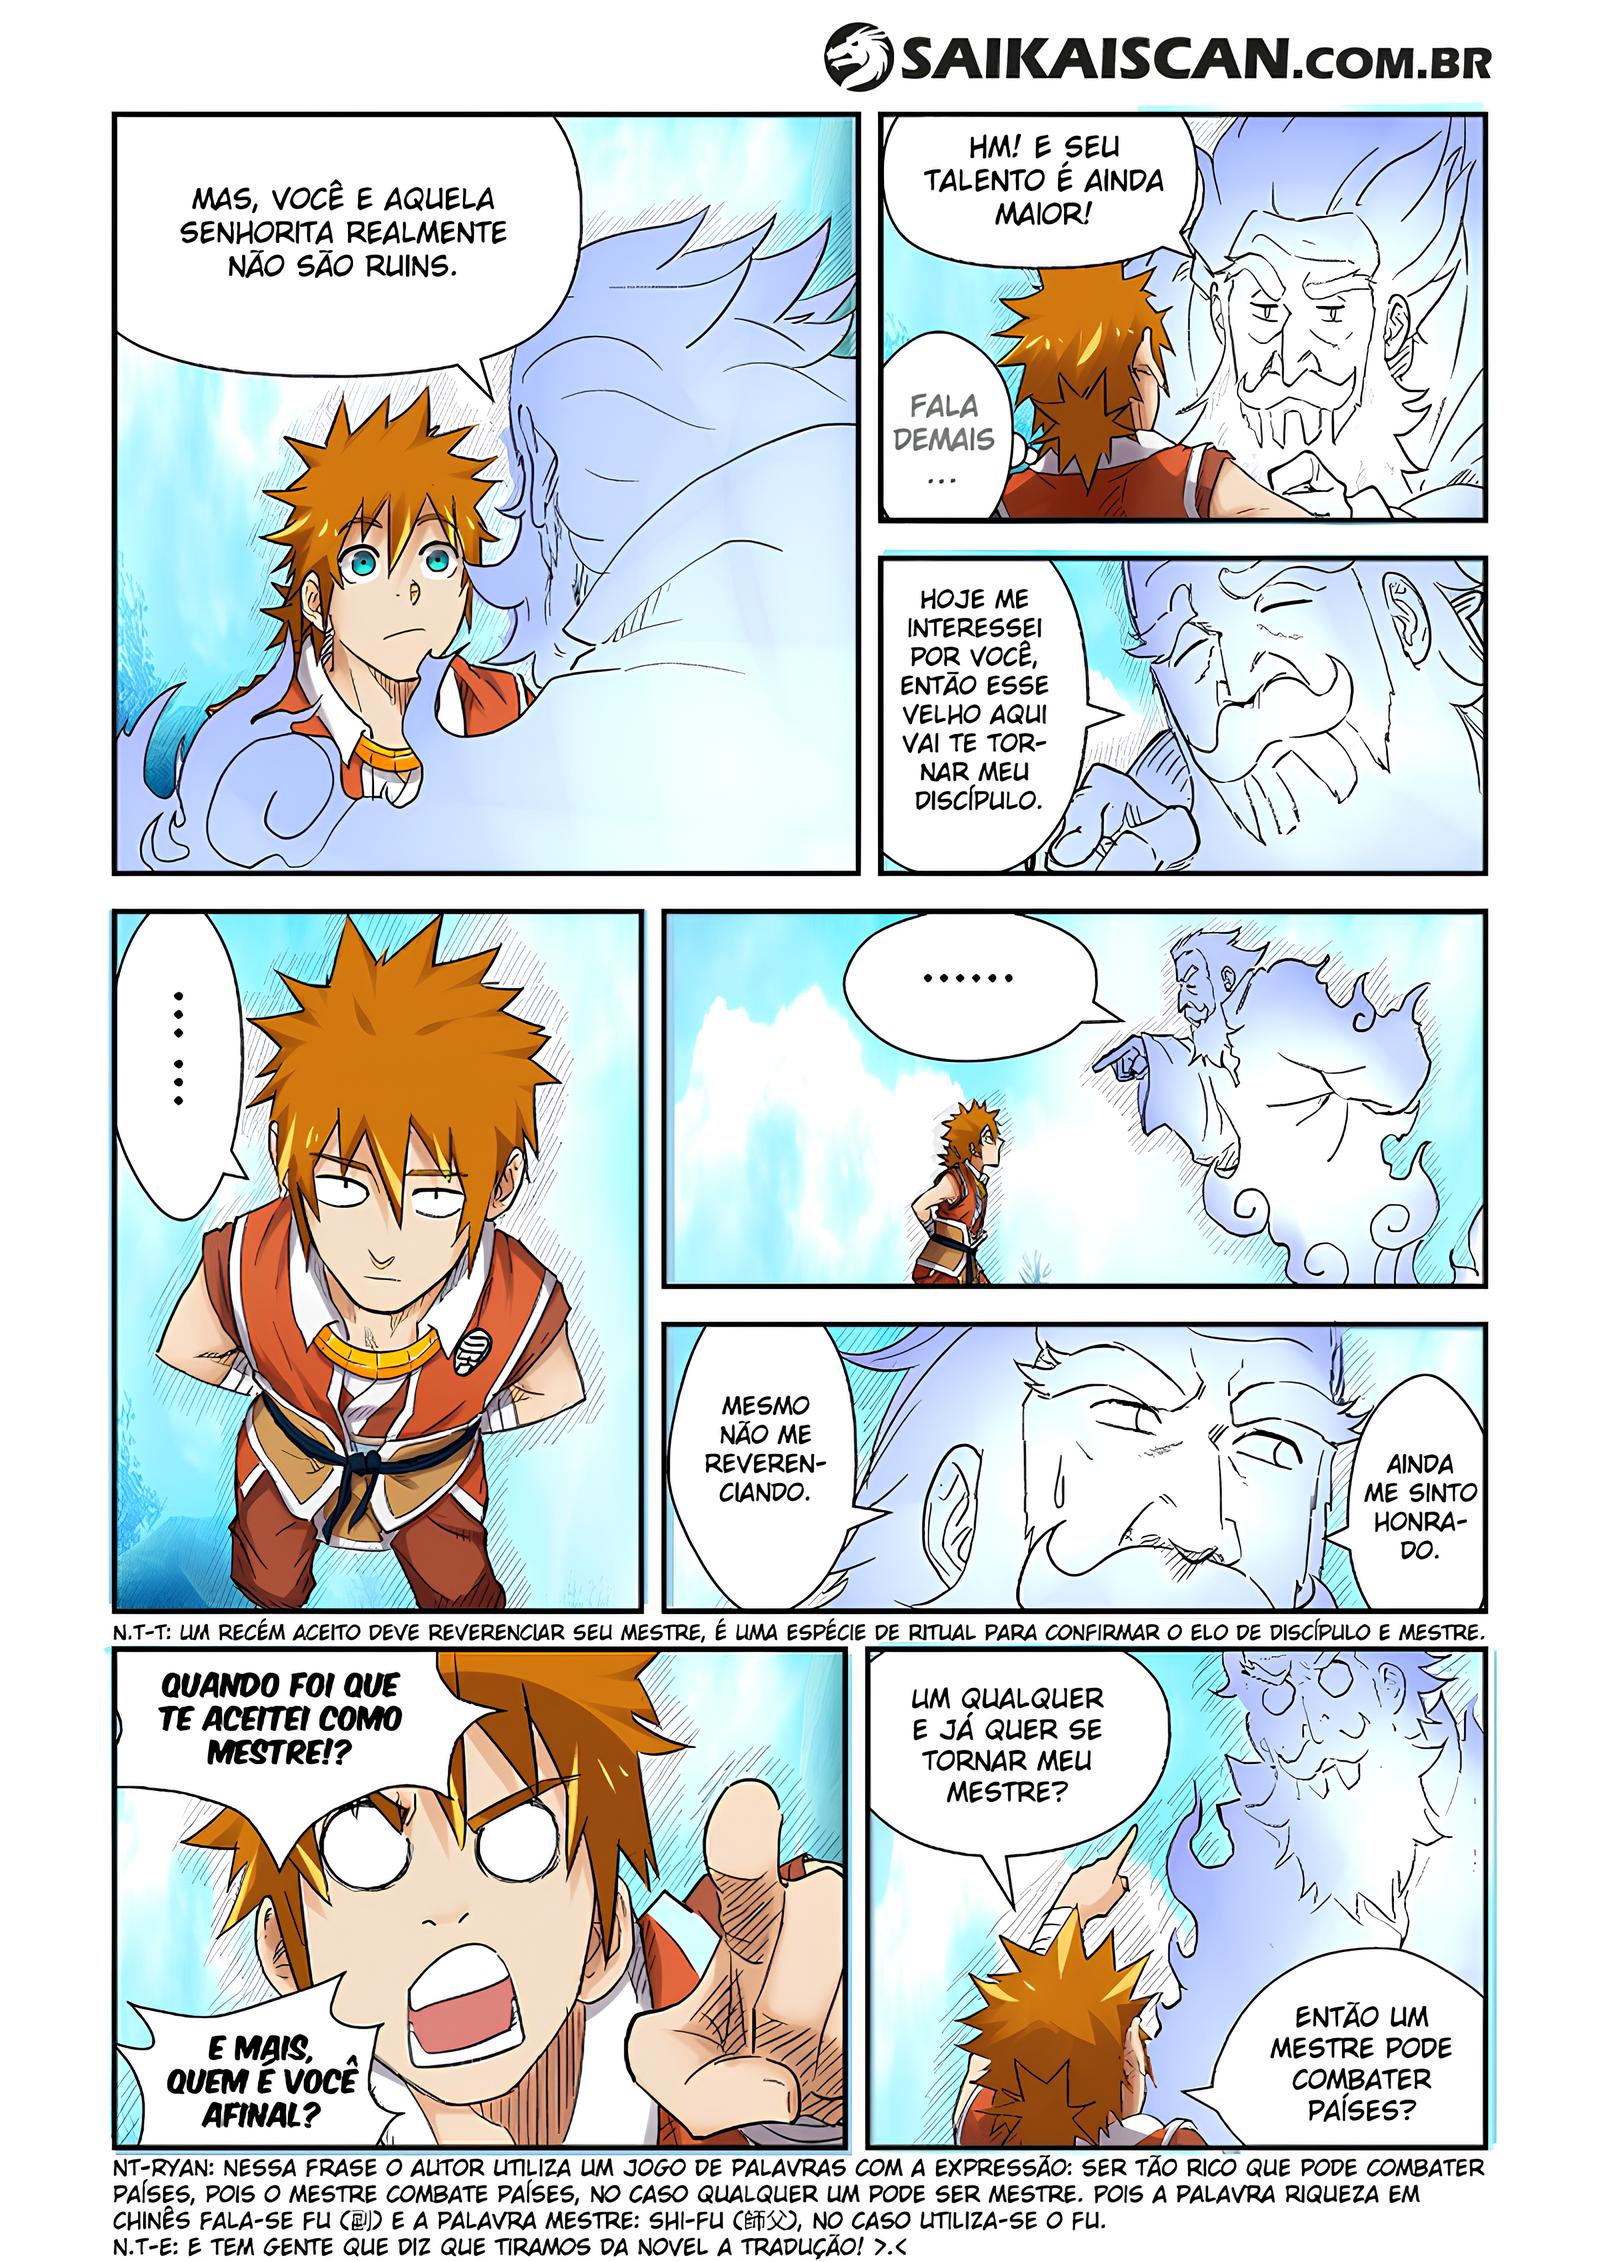 SAIKAISCAN.COM.BR
MAS, VOCÊ E AQUELA
SENHORITA REALMENTE
NÃO SÃO RUINS.
HM! E SEU
TALENTO É AINDA
MAIOR!
FALA
DEMAIS
...
HOJE ME
INTERESSEI
POR VOCÊ,
ENTÃO ESSE
VELHO AQUI
VAI TE TOR-
NAR MEU
DISCÍPULO.
......
......
MESMO
NÃO ME
REVEREN-
CIANDO.
AINDA
ME SINTO
HONRA-
DO.
N.T-T: UM RECÉM ACEITO DEVE REVERENCIAR SEU MESTRE, É UMA ESPÉCIE DE RITUAL PARA CONFIRMAR O ELO DE DISCÍPULO E MESTRE.
QUANDO FOI QUE
TE ACEITEI COMO
MESTRE!?
E MAIS,
QUEM É VOCÊ
AFINAL?
UM QUALQUER
E JÁ QUER SE
TORNAR MEU
MESTRE?
ENTÃO UM
MESTRE PODE
COMBATER
PAÍSES?
NT-RYAN: NESSA FRASE O AUTOR UTILIZA UM JOGO DE PALAVRAS COM A EXPRESSÃO: SER TÃO RICO QUE PODE COMBATER
PAÍSES, POIS O MESTRE COMBATE PAÍSES, NO CASO QUALQUER UM PODE SER MESTRE. POIS A PALAVRA RIQUEZA EM
CHINÊS FALA-SE FU (副) E A PALAVRA MESTRE: SHI-FU (師父), NO CASO UTILIZA-SE O FU.
N.T-E: E TEM GENTE QUE DIZ QUE TIRAMOS DA NOVEL A TRADUÇÃO! >.<